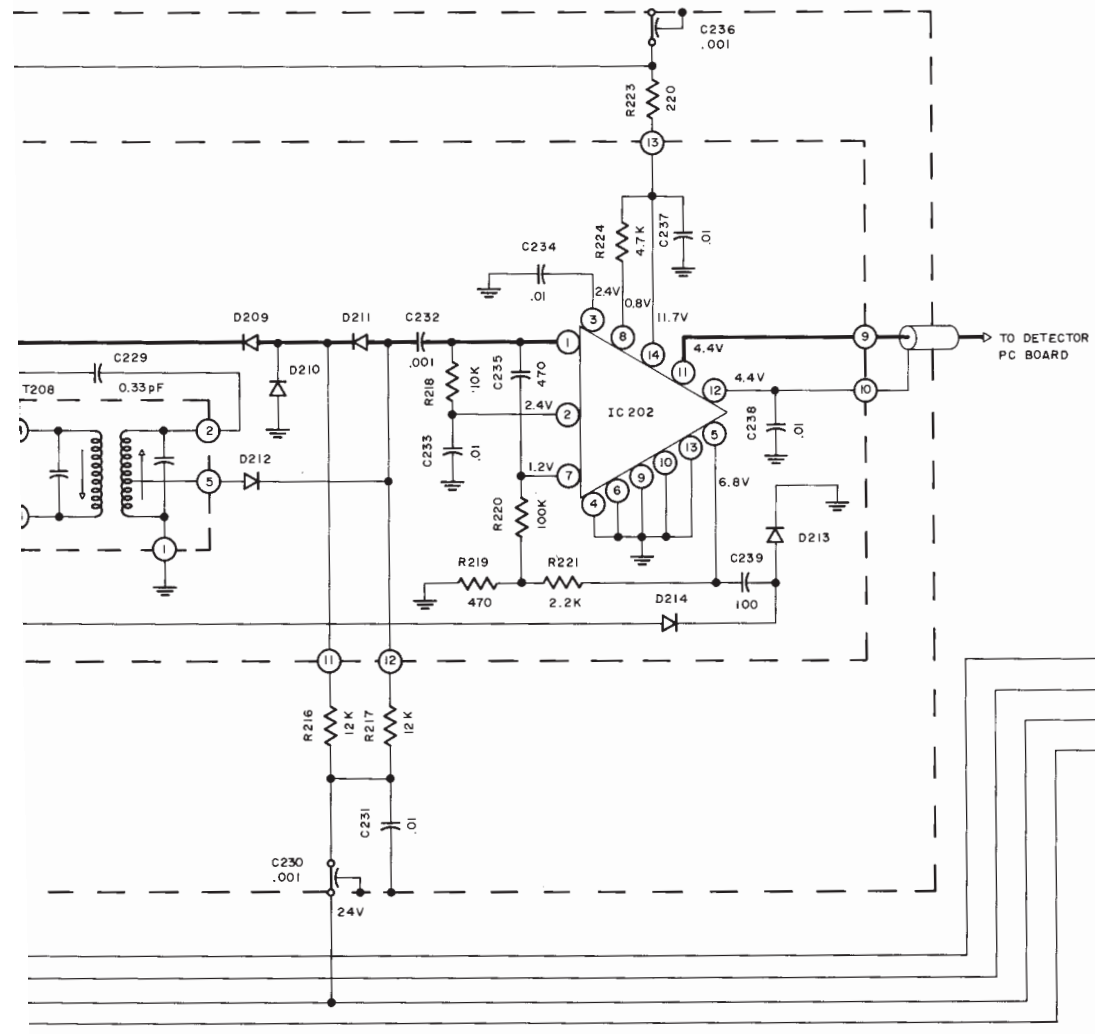 C236
.001
R223
220
13
R224
4.7K
C237
.01
C234
.01
2.4V
0.8V
11.7V
3
8
14
D209
D211
C232
.001
1
11
4.4V
9
TO DETECTOR
PC BOARD
C229
0.33pF
T208
D210
R218
10K
C235
470
12
4.4V
10
2
2.4V
2
IC 202
5
C238
.01
C233
.01
D212
5
1.2V
7
13
10
9
6
4
6.8V
R220
100K
1
R219
470
R221
2.2K
C239
100
D213
D214
11
12
R216
12K
R217
12K
C231
.01
C230
.001
24V